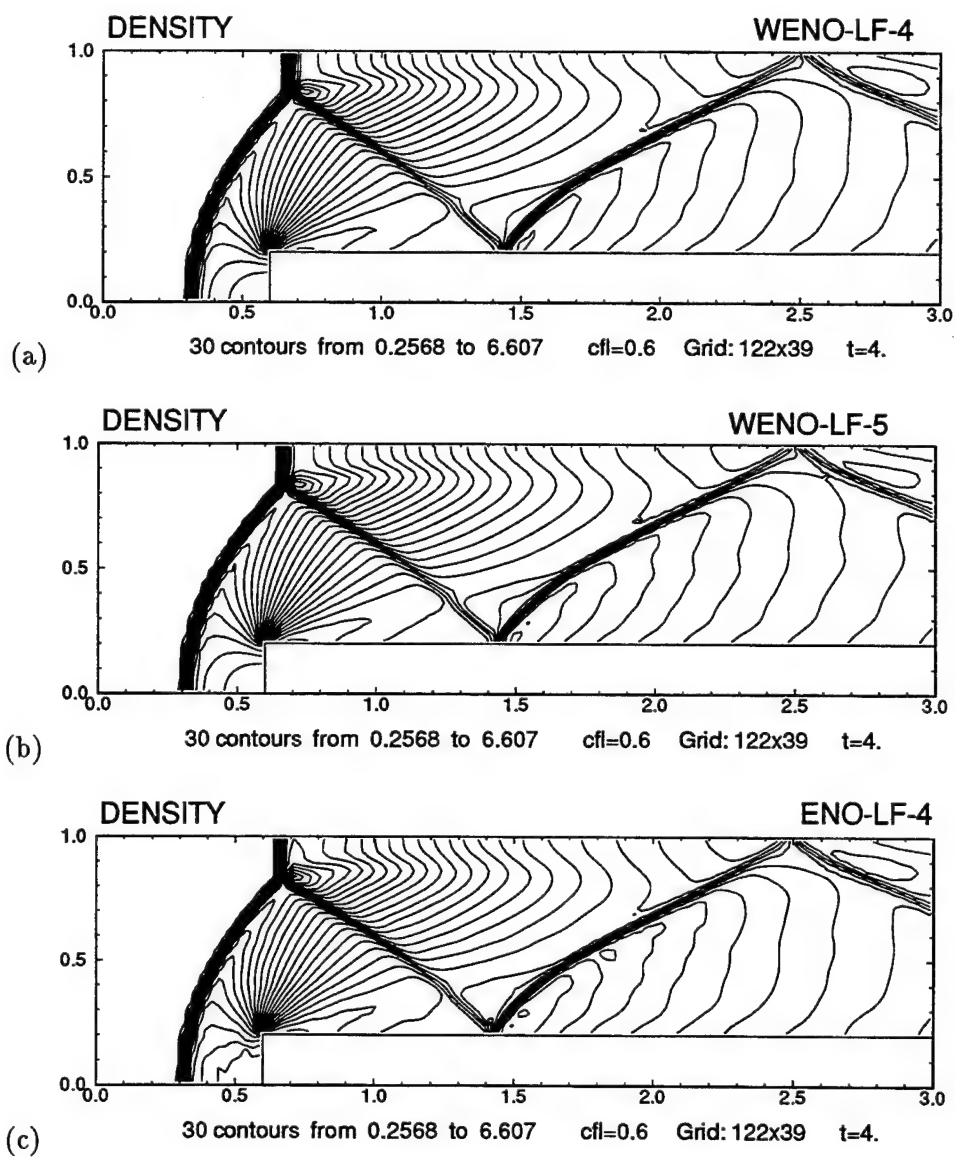 DENSITY WENO-LF-4
1.0
0.5
0.0
0.5 1.0 1.5 2.0 2.5 3.0
30 contours from 0.2568 to 6.607 cfl=0.6 Grid: 122x39 t=4.
(a)
DENSITY WENO-LF-5
1.0
0.5
0.0
0.0 0.5 1.0 1.5 2.0 2.5 3.0
30 contours from 0.2568 to 6.607 cfl=0.6 Grid: 122x39 t=4.
(b)
DENSITY ENO-LF-4
1.0
0.5
0.0
0.0 0.5 1.0 1.5 2.0 2.5 3.0
30 contours from 0.2568 to 6.607 cfl=0.6 Grid: 122x39 t=4.
(c)